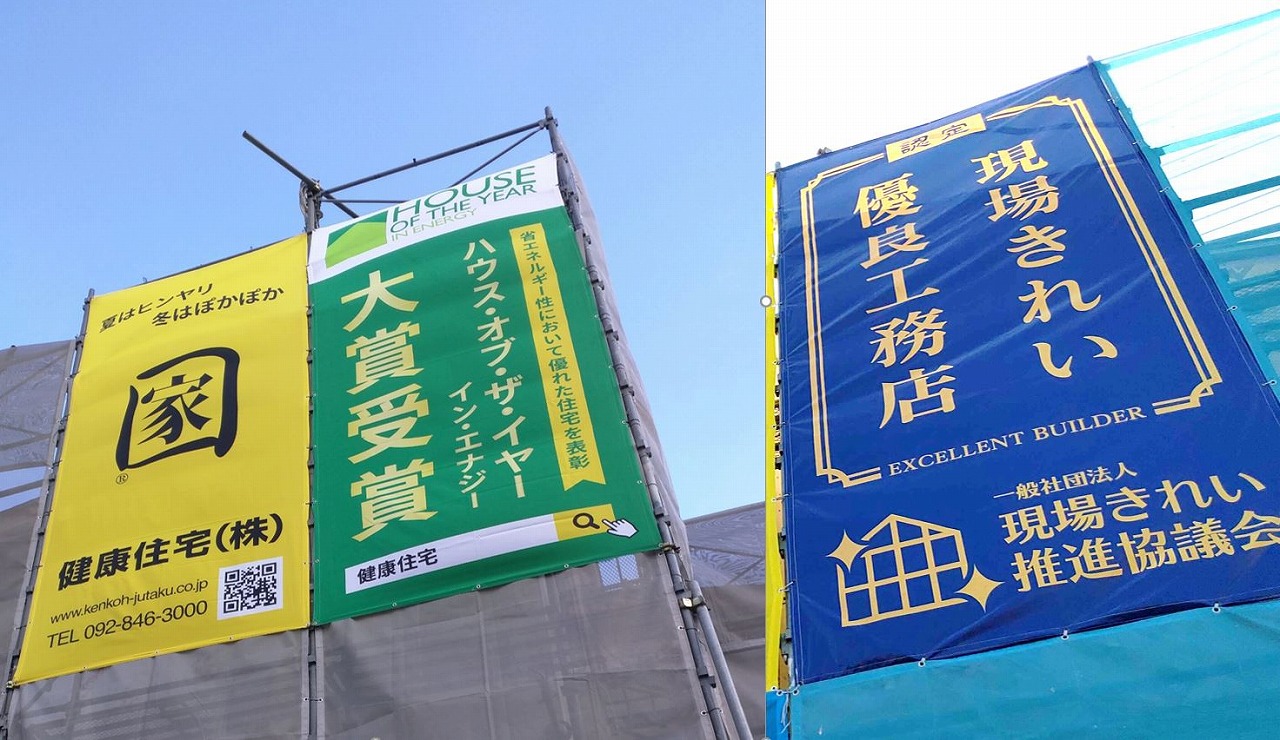 夏はヒンヤリ
冬はぽかぽか
家
®
健康住宅(株)
www.kenkoh-jutaku.co.jp
TEL 092-846-3000
HOUSE
OF THE YEAR
IN ENERGY
省エネルギー性において優れた住宅を表彰
ハウス・オブ・ザ・イヤー
イン・エナジー
大賞受賞
健康住宅
認定
現場きれい
優良工務店
EXCELLENT BUILDER
一般社団法人
現場きれい
推進協議会